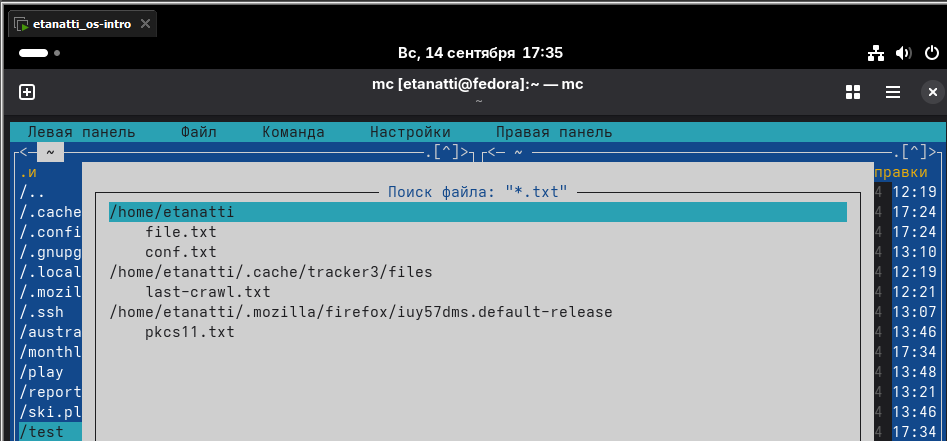 etanatti_os-intro
Вс, 14 сентября 17:35
mc [etanatti@fedora]:~ — mc
~
Левая панель Файл Команда Настройки Правая панель
<─ ~ .[^]> <─ ~ .[^]>
.и правки
Поиск файла: "*.txt"
/.. 4 12:19
/.cache /home/etanatti 4 17:24
/.confi file.txt 4 17:24
/.gnupg conf.txt 4 13:10
/.local /home/etanatti/.cache/tracker3/files 4 12:19
/.mozil last-crawl.txt 4 12:21
/.ssh /home/etanatti/.mozilla/firefox/iuy57dms.default-release 4 13:07
/austra pkcs11.txt 4 13:46
/monthl 4 17:34
/play 4 13:48
/report 4 13:21
/ski.pl 4 13:46
/test 4 17:34